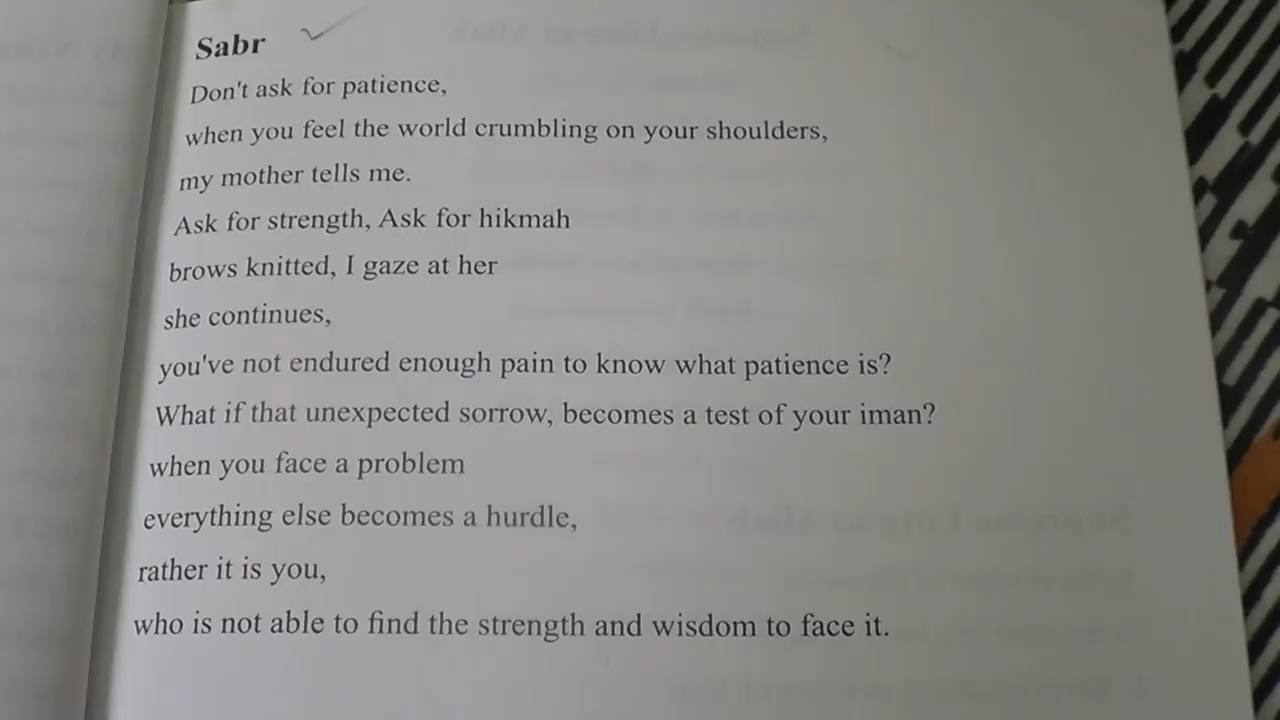 Sabr
Don't ask for patience,
when you feel the world crumbling on your shoulders,
my mother tells me.
Ask for strength, Ask for hikmah
brows knitted, I gaze at her
she continues,
you've not endured enough pain to know what patience is?
What if that unexpected sorrow, becomes a test of your iman?
when you face a problem
everything else becomes a hurdle,
rather it is you,
who is not able to find the strength and wisdom to face it.